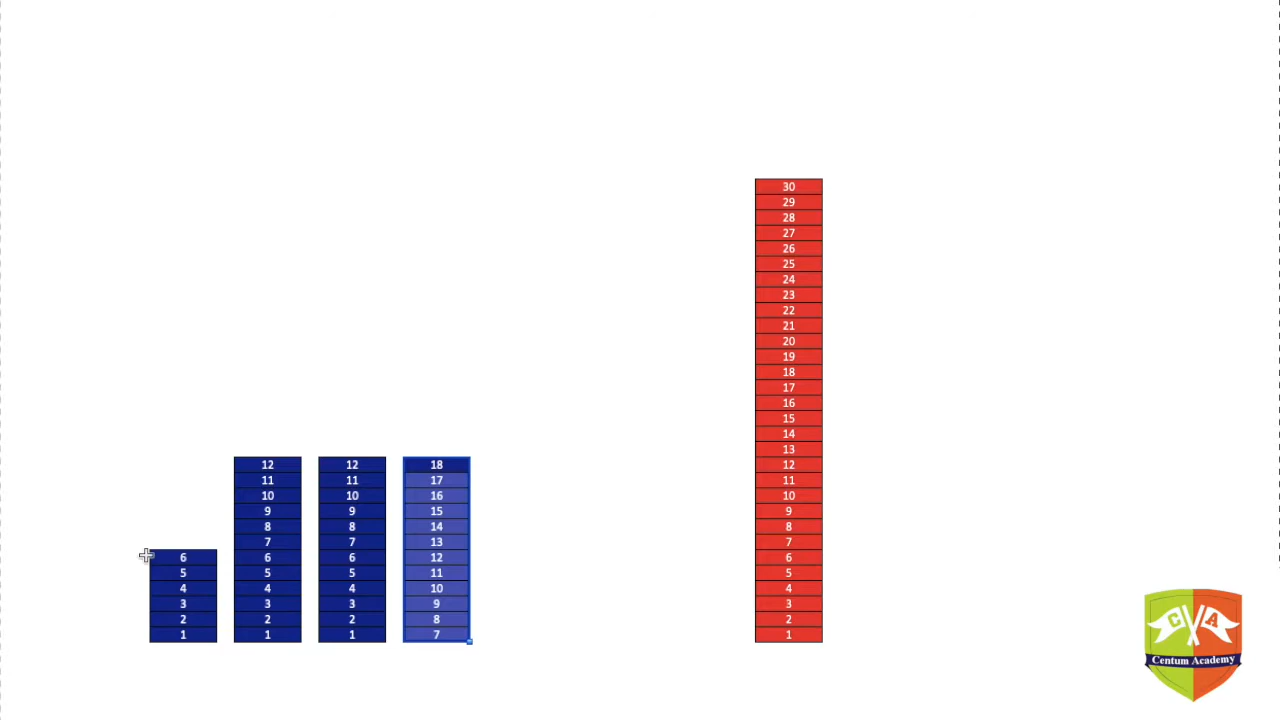 30
29
28
27
26
25
24
23
22
21
20
19
18
17
16
15
14
13
12 12 18 12
11 11 17 11
10 10 16 10
9 9 15 9
8 8 14 8
7 7 13 7
6 6 6 12 6
5 5 5 11 5
4 4 4 10 4
3 3 3 9 3
2 2 2 8 2
1 1 1 7 1
C A
Centum Academy